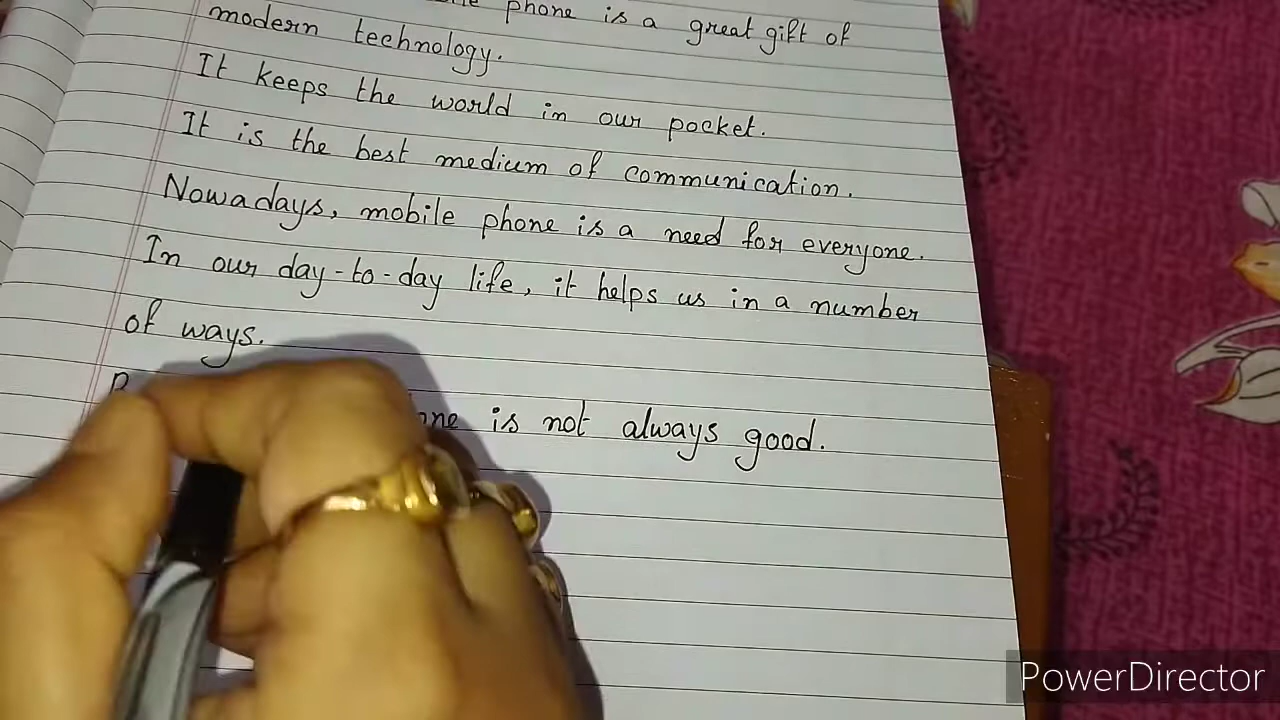 phone is a great gift of
modern technology.
It keeps the world in our pocket.
It is the best medium of communication.
Nowadays, mobile phone is a need for everyone.
In our day-to-day life, it helps us in a number
of ways.
is not always good.
PowerDirector